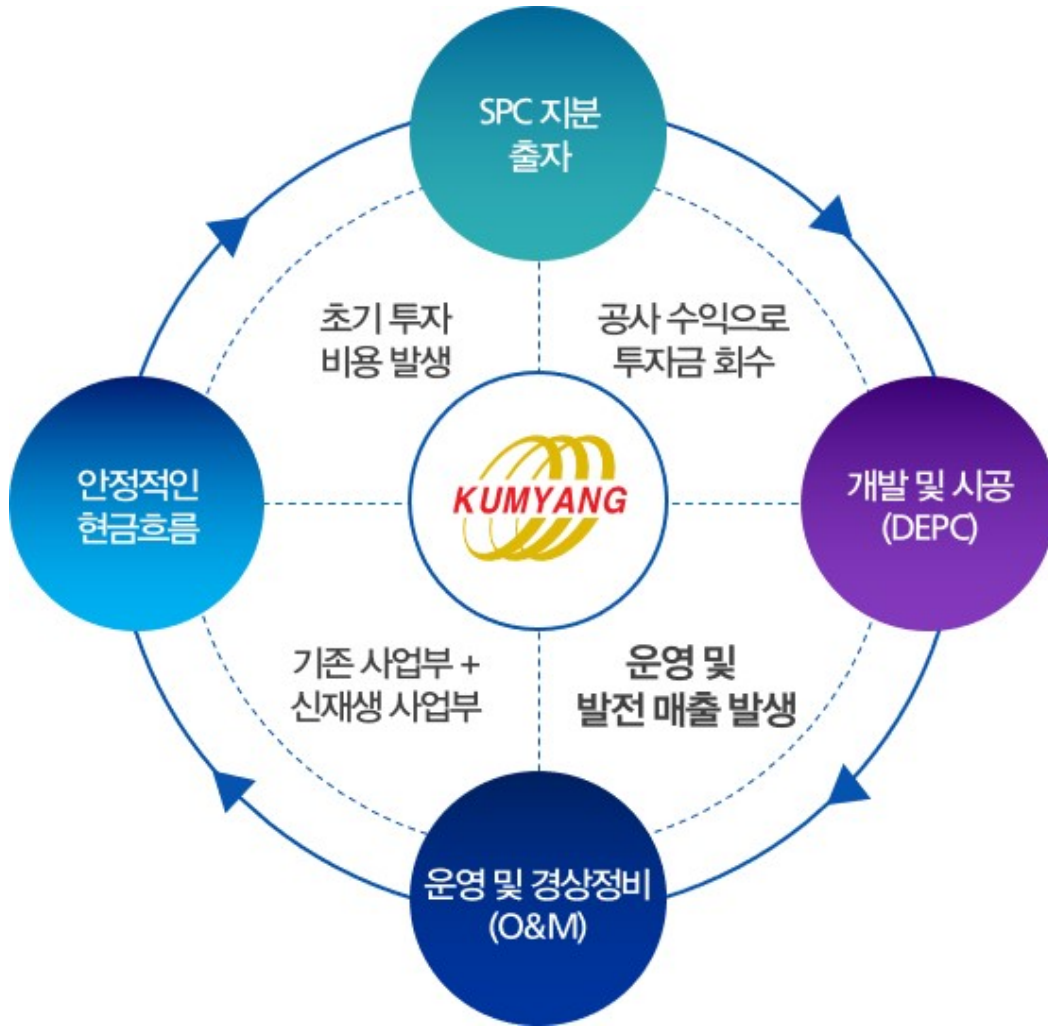 SPC 지분
출자
초기 투자
비용 발생
공사 수익으로
투자금 회수
안정적인
현금흐름
KUMYANG
개발 및 시공
(DEPC)
기존 사업부 +
신재생 사업부
운영 및
발전 매출 발생
운영 및 경상정비
(O&M)